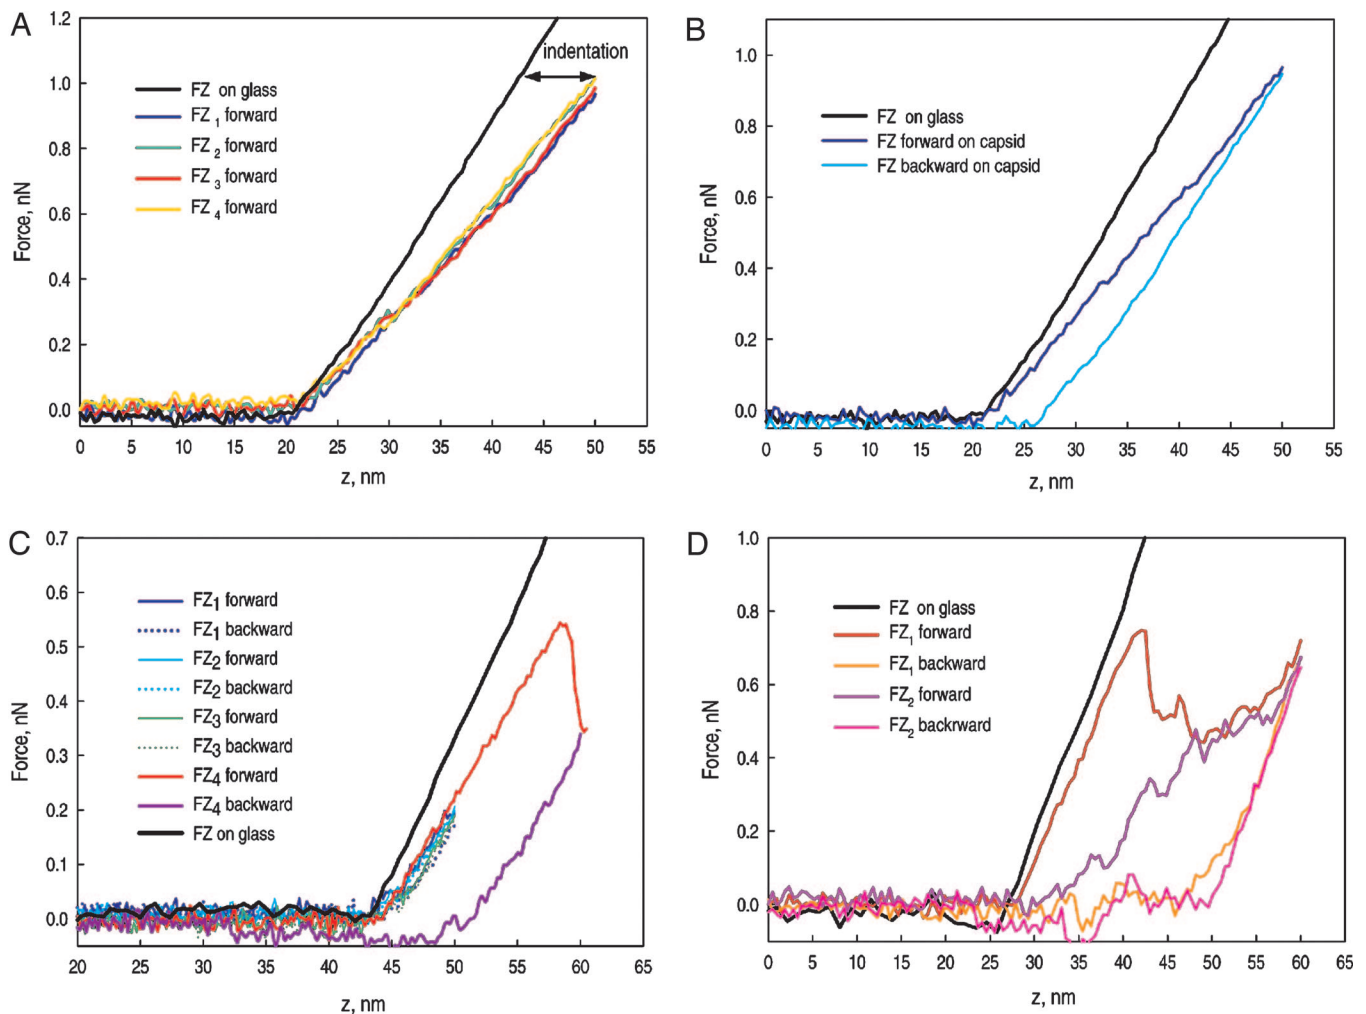 A
1.2
1.0
0.8
0.6
0.4
0.2
0.0
Force, nN
indentation
FZ on glass
FZ 1 forward
FZ 2 forward
FZ 3 forward
FZ 4 forward
0 5 10 15 20 25 30 35 40 45 50 55
z, nm
B
1.0
0.8
0.6
0.4
0.2
0.0
Force, nN
FZ on glass
FZ forward on capsid
FZ backward on capsid
0 5 10 15 20 25 30 35 40 45 50 55
z, nm
C
0.7
0.6
0.5
0.4
0.3
0.2
0.1
0.0
Force, nN
FZ1 forward
FZ1 backward
FZ2 forward
FZ2 backward
FZ3 forward
FZ3 backward
FZ4 forward
FZ4 backward
FZ on glass
20 25 30 35 40 45 50 55 60 65
z, nm
D
1.0
0.8
0.6
0.4
0.2
0.0
Force, nN
FZ on glass
FZ1 forward
FZ1 backward
FZ2 forward
FZ2 backrward
0 5 10 15 20 25 30 35 40 45 50 55 60 65
z, nm